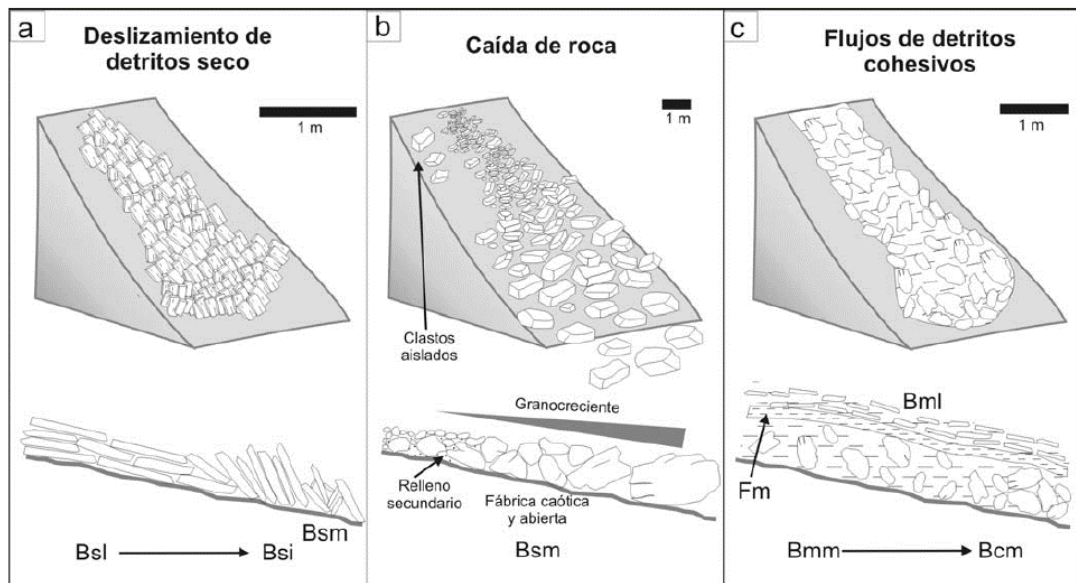 a
Deslizamiento de
detritos seco
1 m
Bsl
Bsi
Bsm
b
Caída de roca
1 m
Clastos
aislados
Granocreciente
Relleno
secundario
Fábrica caótica
y abierta
Bsm
c
Flujos de detritos
cohesivos
1 m
Bml
Fm
Bmm
Bcm